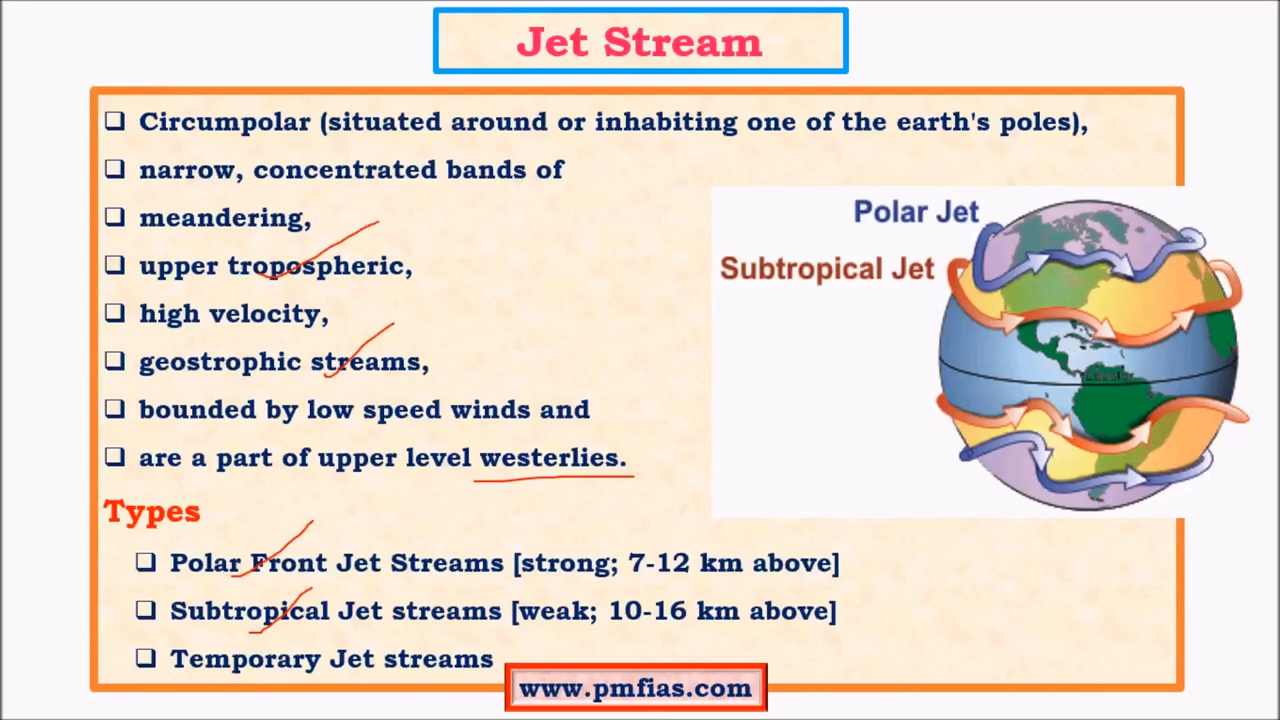 Jet Stream
Circumpolar (situated around or inhabiting one of the earth's poles),
narrow, concentrated bands of
meandering,
upper tropospheric,
high velocity,
geostrophic streams,
bounded by low speed winds and
are a part of upper level westerlies.
Polar Jet
Subtropical Jet
Types
Polar Front Jet Streams [strong; 7-12 km above]
Subtropical Jet streams [weak; 10-16 km above]
Temporary Jet streams
www.pmfias.com